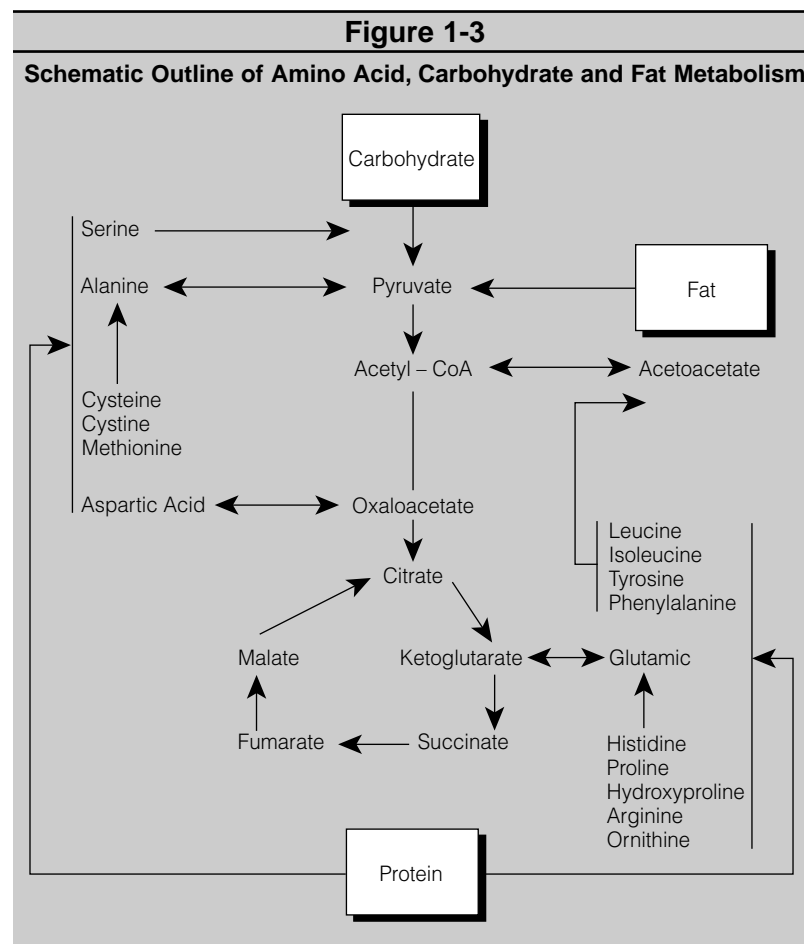 Figure 1-3
Schematic Outline of Amino Acid, Carbohydrate and Fat Metabolism
Carbohydrate
Serine
Alanine
Pyruvate
Fat
Acetyl – CoA
Acetoacetate
Cysteine
Cystine
Methionine
Aspartic Acid
Oxaloacetate
Leucine
Isoleucine
Tyrosine
Phenylalanine
Citrate
Malate
Ketoglutarate
Glutamic
Fumarate
Succinate
Histidine
Proline
Hydroxyproline
Arginine
Ornithine
Protein